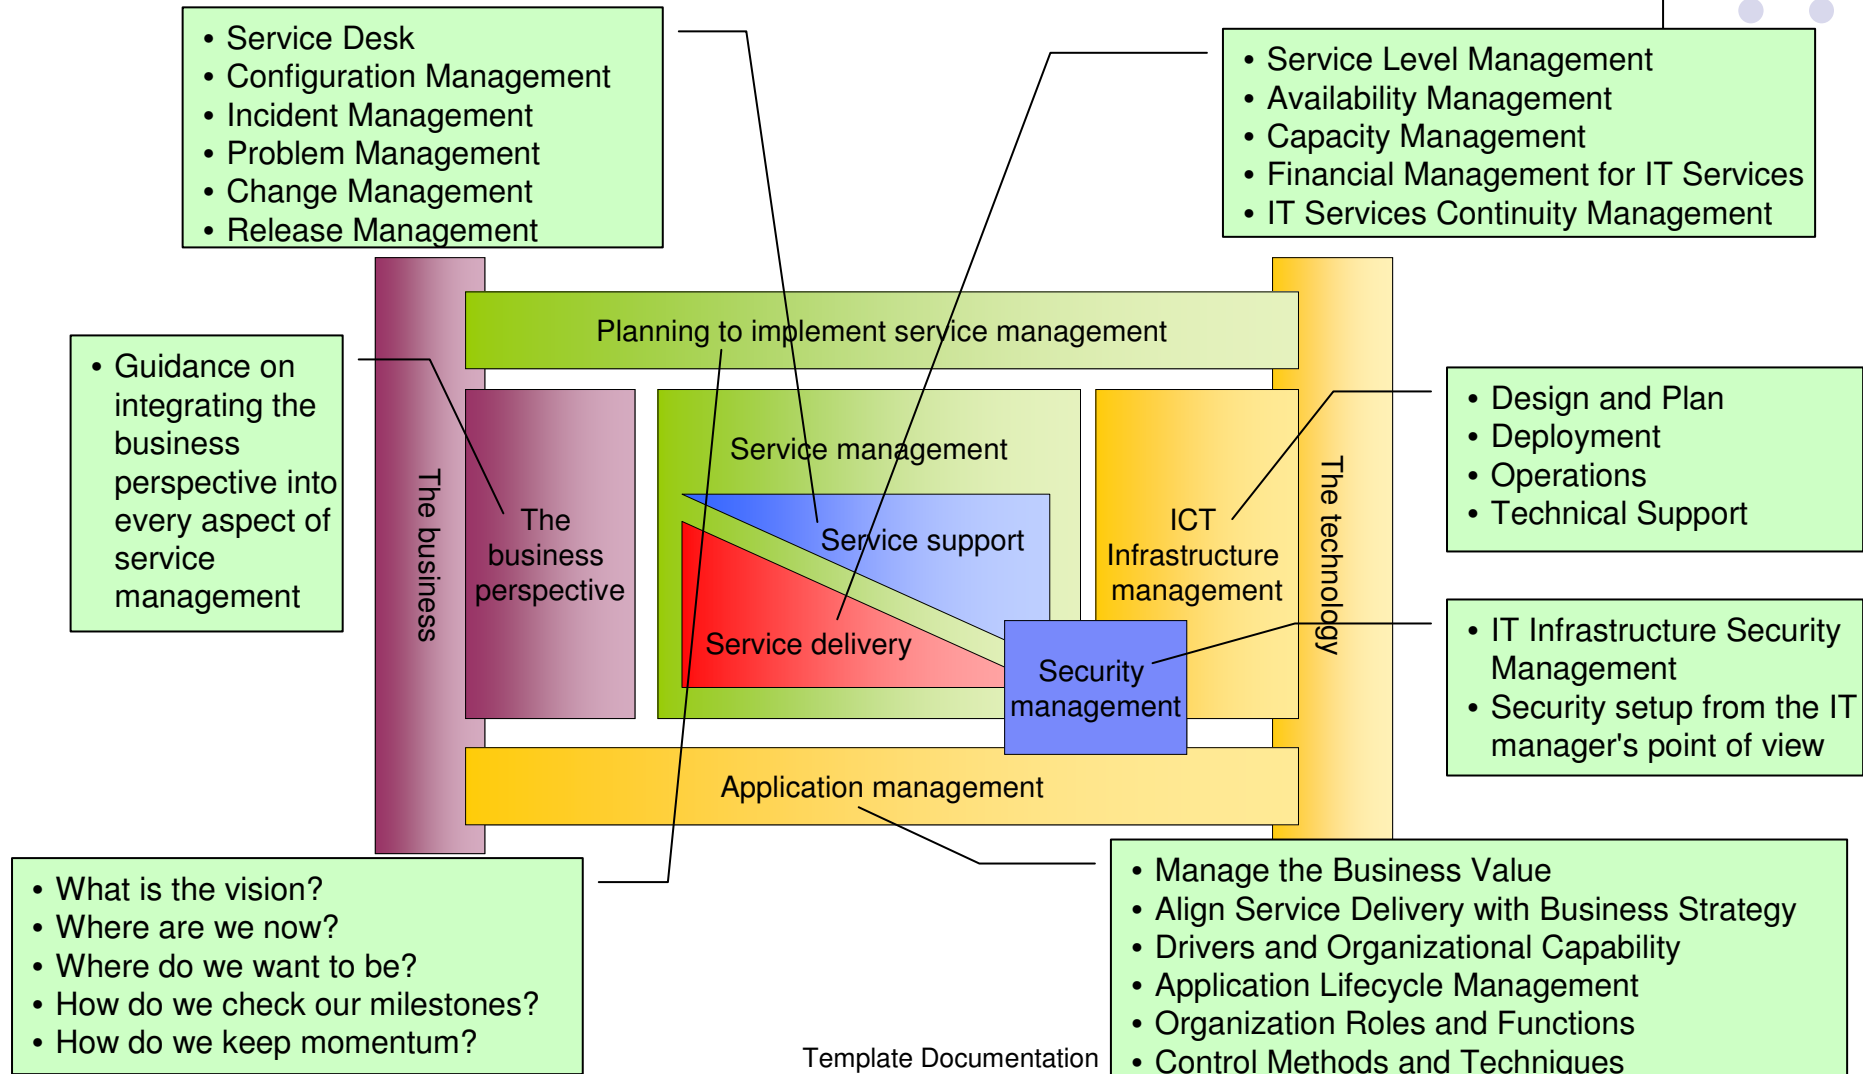 • Service Desk
• Configuration Management
• Incident Management
• Problem Management
• Change Management
• Release Management
• Service Level Management
• Availability Management
• Capacity Management
• Financial Management for IT Services
• IT Services Continuity Management
Planning to implement service management
• Guidance on
integrating the
business
perspective into
every aspect of
service
management
The business
The
business
perspective
Service management
Service support
Service delivery
ICT
Infrastructure
management
Security
management
The technology
• Design and Plan
• Deployment
• Operations
• Technical Support
• IT Infrastructure Security
Management
• Security setup from the IT
manager's point of view
Application management
• What is the vision?
• Where are we now?
• Where do we want to be?
• How do we check our milestones?
• How do we keep momentum?
• Manage the Business Value
• Align Service Delivery with Business Strategy
• Drivers and Organizational Capability
• Application Lifecycle Management
• Organization Roles and Functions
• Control Methods and Techniques
Template Documentation